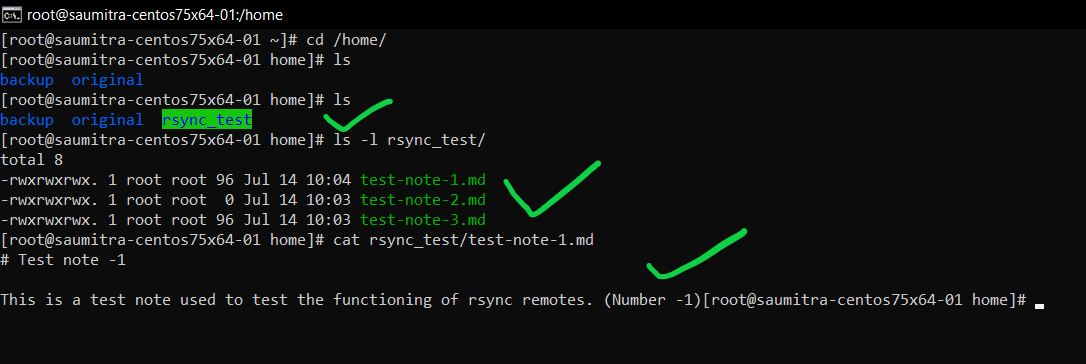 root@saumitra-centos75x64-01:/home
[root@saumitra-centos75x64-01 ~]# cd /home/
[root@saumitra-centos75x64-01 home]# ls
backup  original
[root@saumitra-centos75x64-01 home]# ls
backup  original  rsync_test
[root@saumitra-centos75x64-01 home]# ls -l rsync_test/
total 8
-rwxrwxrwx. 1 root root 96 Jul 14 10:04 test-note-1.md
-rwxrwxrwx. 1 root root  0 Jul 14 10:03 test-note-2.md
-rwxrwxrwx. 1 root root 96 Jul 14 10:03 test-note-3.md
[root@saumitra-centos75x64-01 home]# cat rsync_test/test-note-1.md
# Test note -1
This is a test note used to test the functioning of rsync remotes. (Number -1)[root@saumitra-centos75x64-01 home]#